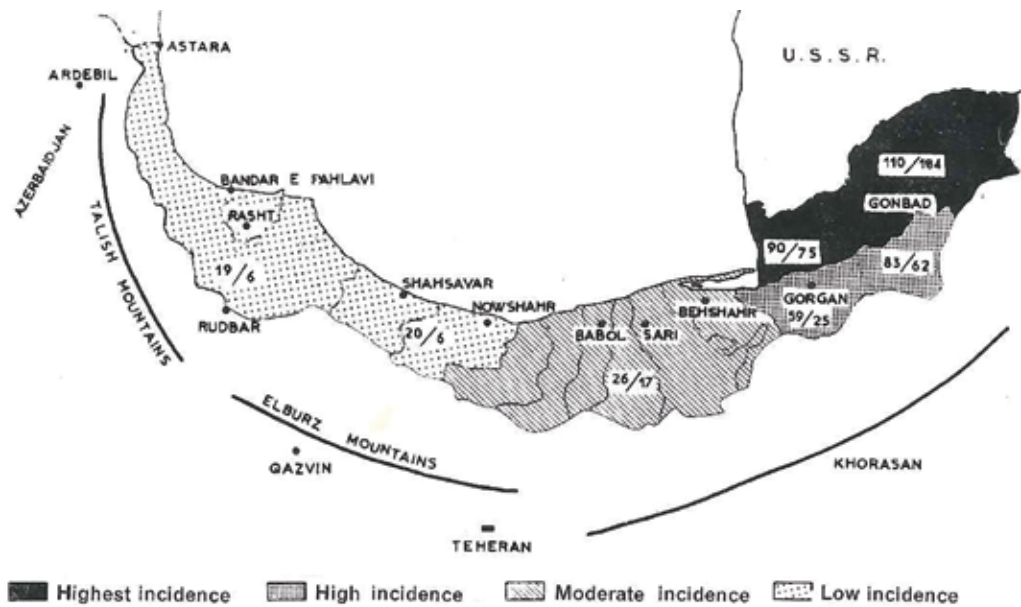 ASTARA
ARDEBIL
U. S. S. R.
AZERBAIDJAN
TALISH MOUNTAINS
BANDAR E PAHLAVI
RASHT
19/6
RUDBAR
SHAHSAVAR
NOWSHAHR
20/6
BABOL
SARI
26/17
BEHSHAHR
110/184
GONBAD
90/75
83/62
GORGAN
59/25
ELBURZ MOUNTAINS
QAZVIN
KHORASAN
TEHERAN
Highest incidence High incidence Moderate incidence Low incidence